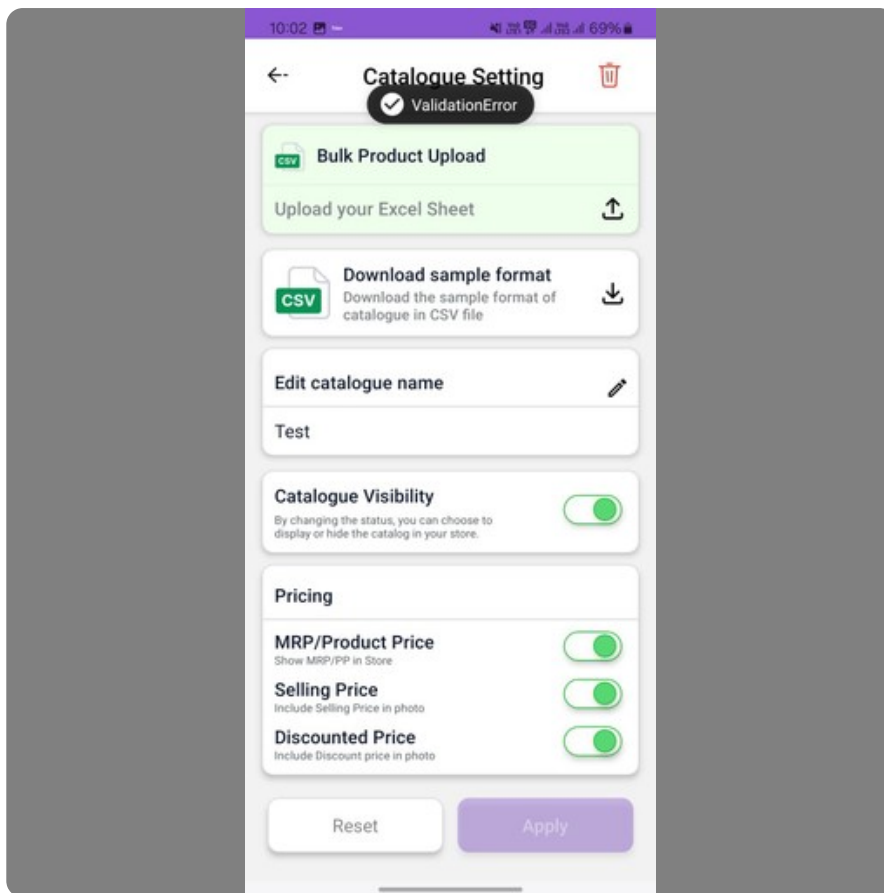 10:02
69%
Catalogue Setting
ValidationError
CSV
Bulk Product Upload
Upload your Excel Sheet
CSV
Download sample format
Download the sample format of
catalogue in CSV file
Edit catalogue name
Test
Catalogue Visibility
By changing the status, you can choose to
display or hide the catalog in your store.
Pricing
MRP/Product Price
Show MRP/PP in Store
Selling Price
Include Selling Price in photo
Discounted Price
Include Discount price in photo
Reset
Apply